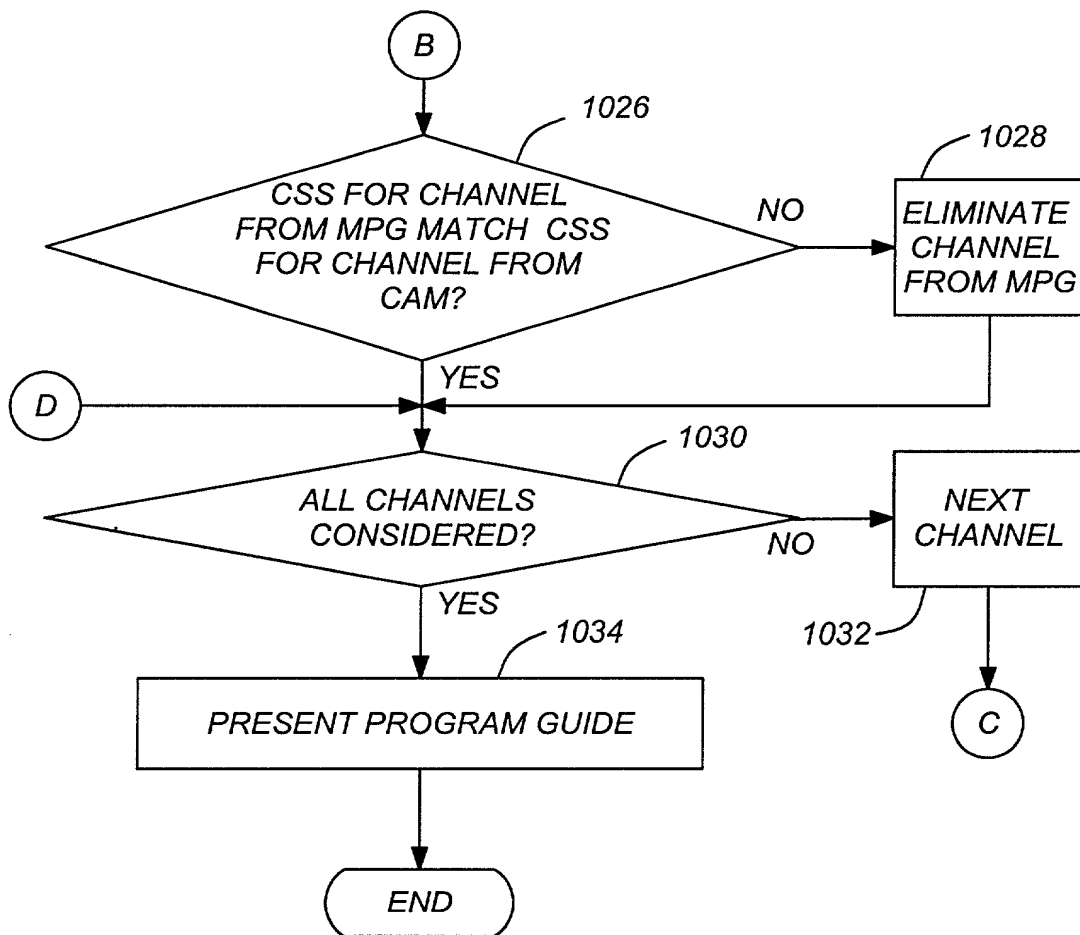 B
1026
CSS FOR CHANNEL
FROM MPG MATCH CSS
FOR CHANNEL FROM
CAM?
NO
1028
ELIMINATE
CHANNEL
FROM MPG
YES
D
1030
ALL CHANNELS
CONSIDERED?
NO
NEXT
CHANNEL
1032
YES
1034
PRESENT PROGRAM GUIDE
C
END